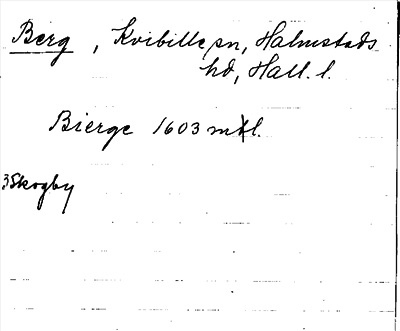 Berg, Kvibille sn, Halmstads
hd, Hall. l.
Bierge 1603 mtl.
3 Skogby